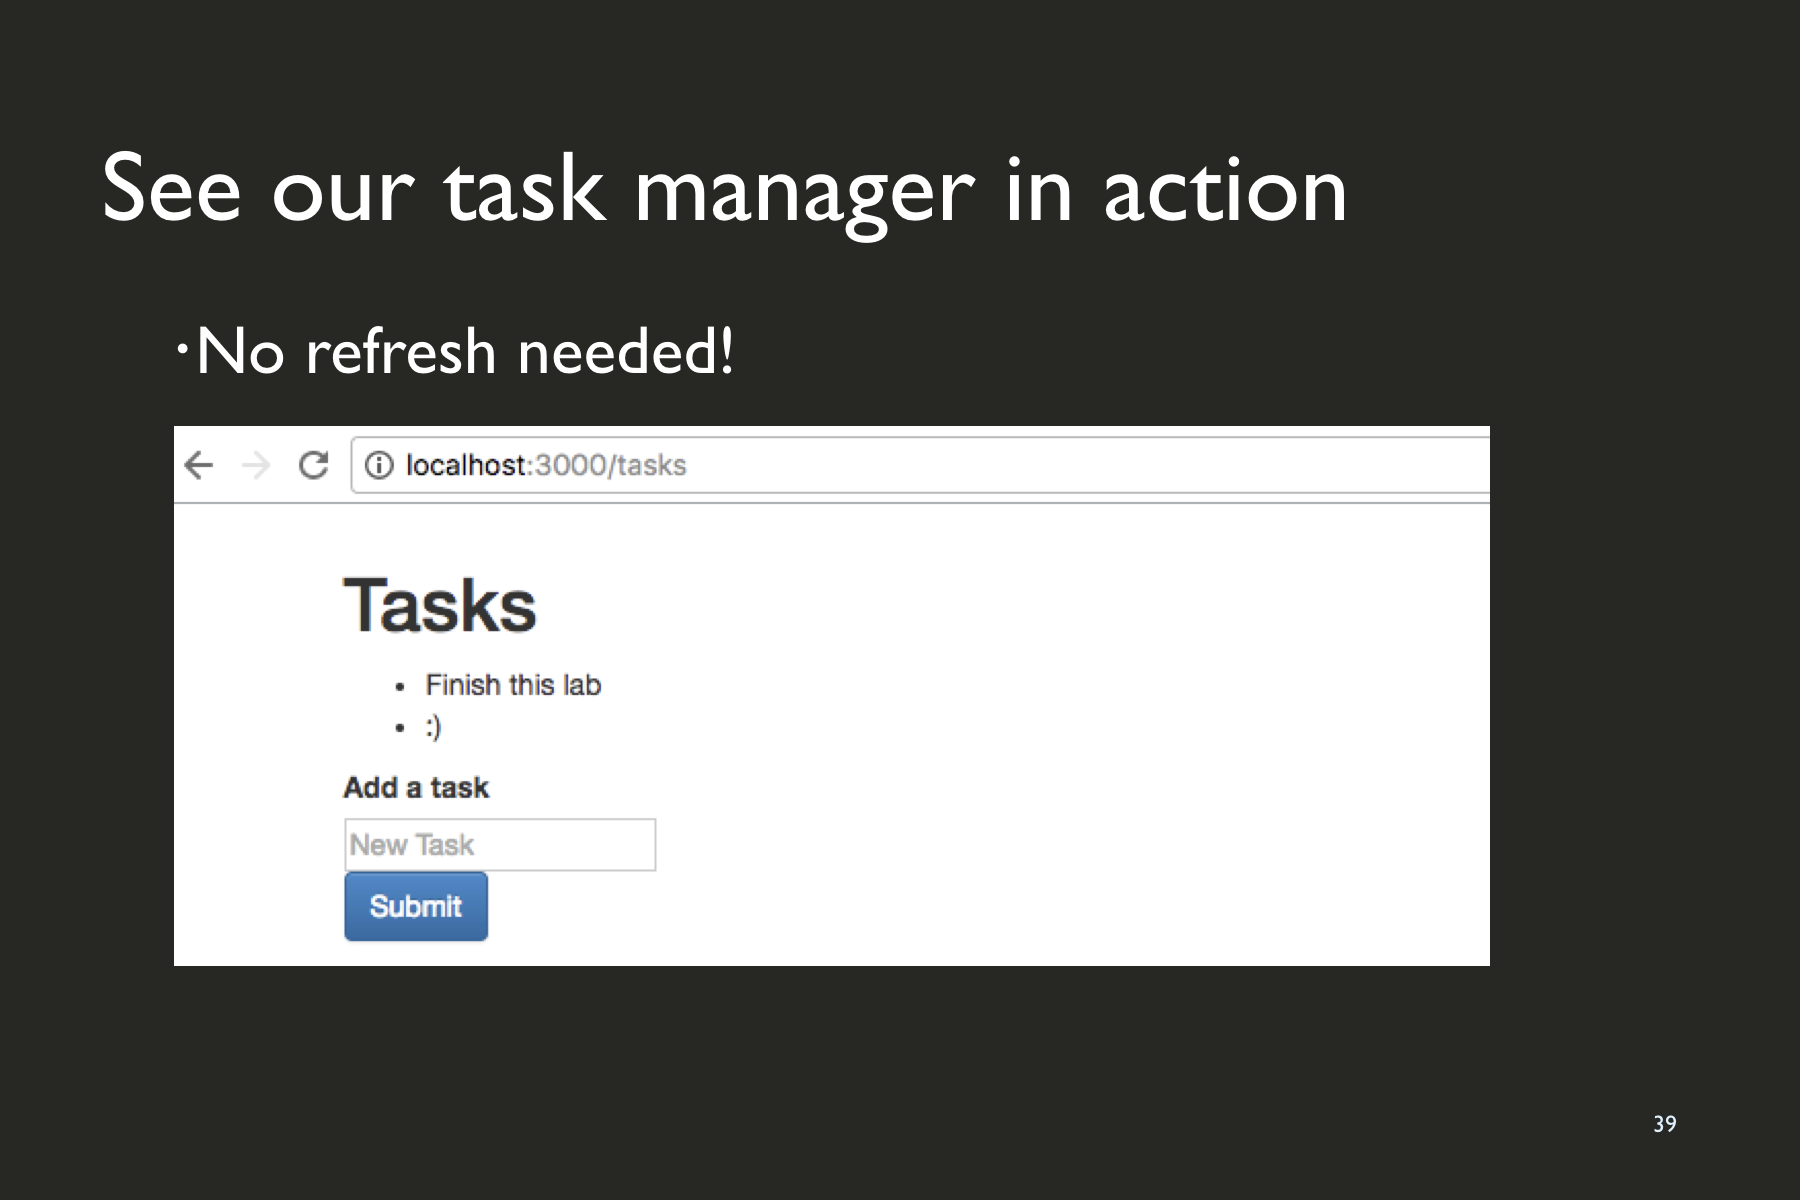 See our task manager in action
•No refresh needed!
localhost:3000/tasks
Tasks
• Finish this lab
• :)
Add a task
New Task
Submit
39